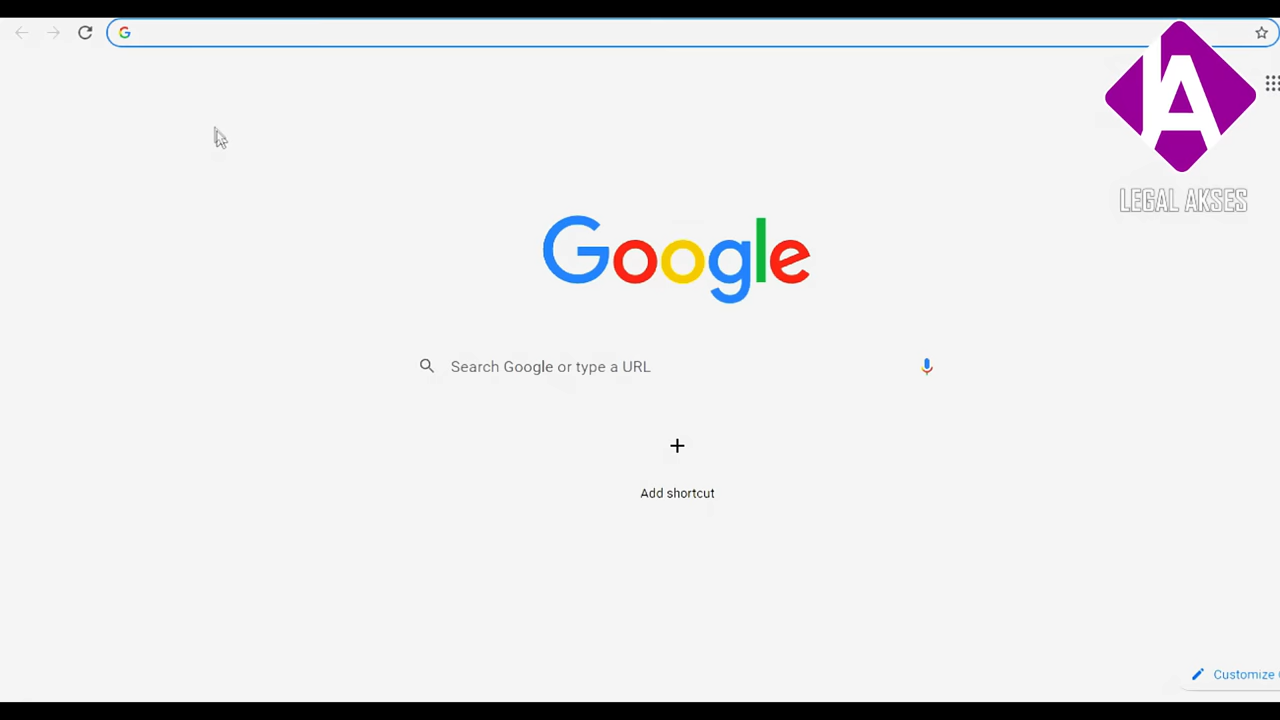 LEGAL AKSES
Google
Search Google or type a URL
Add shortcut
Customize